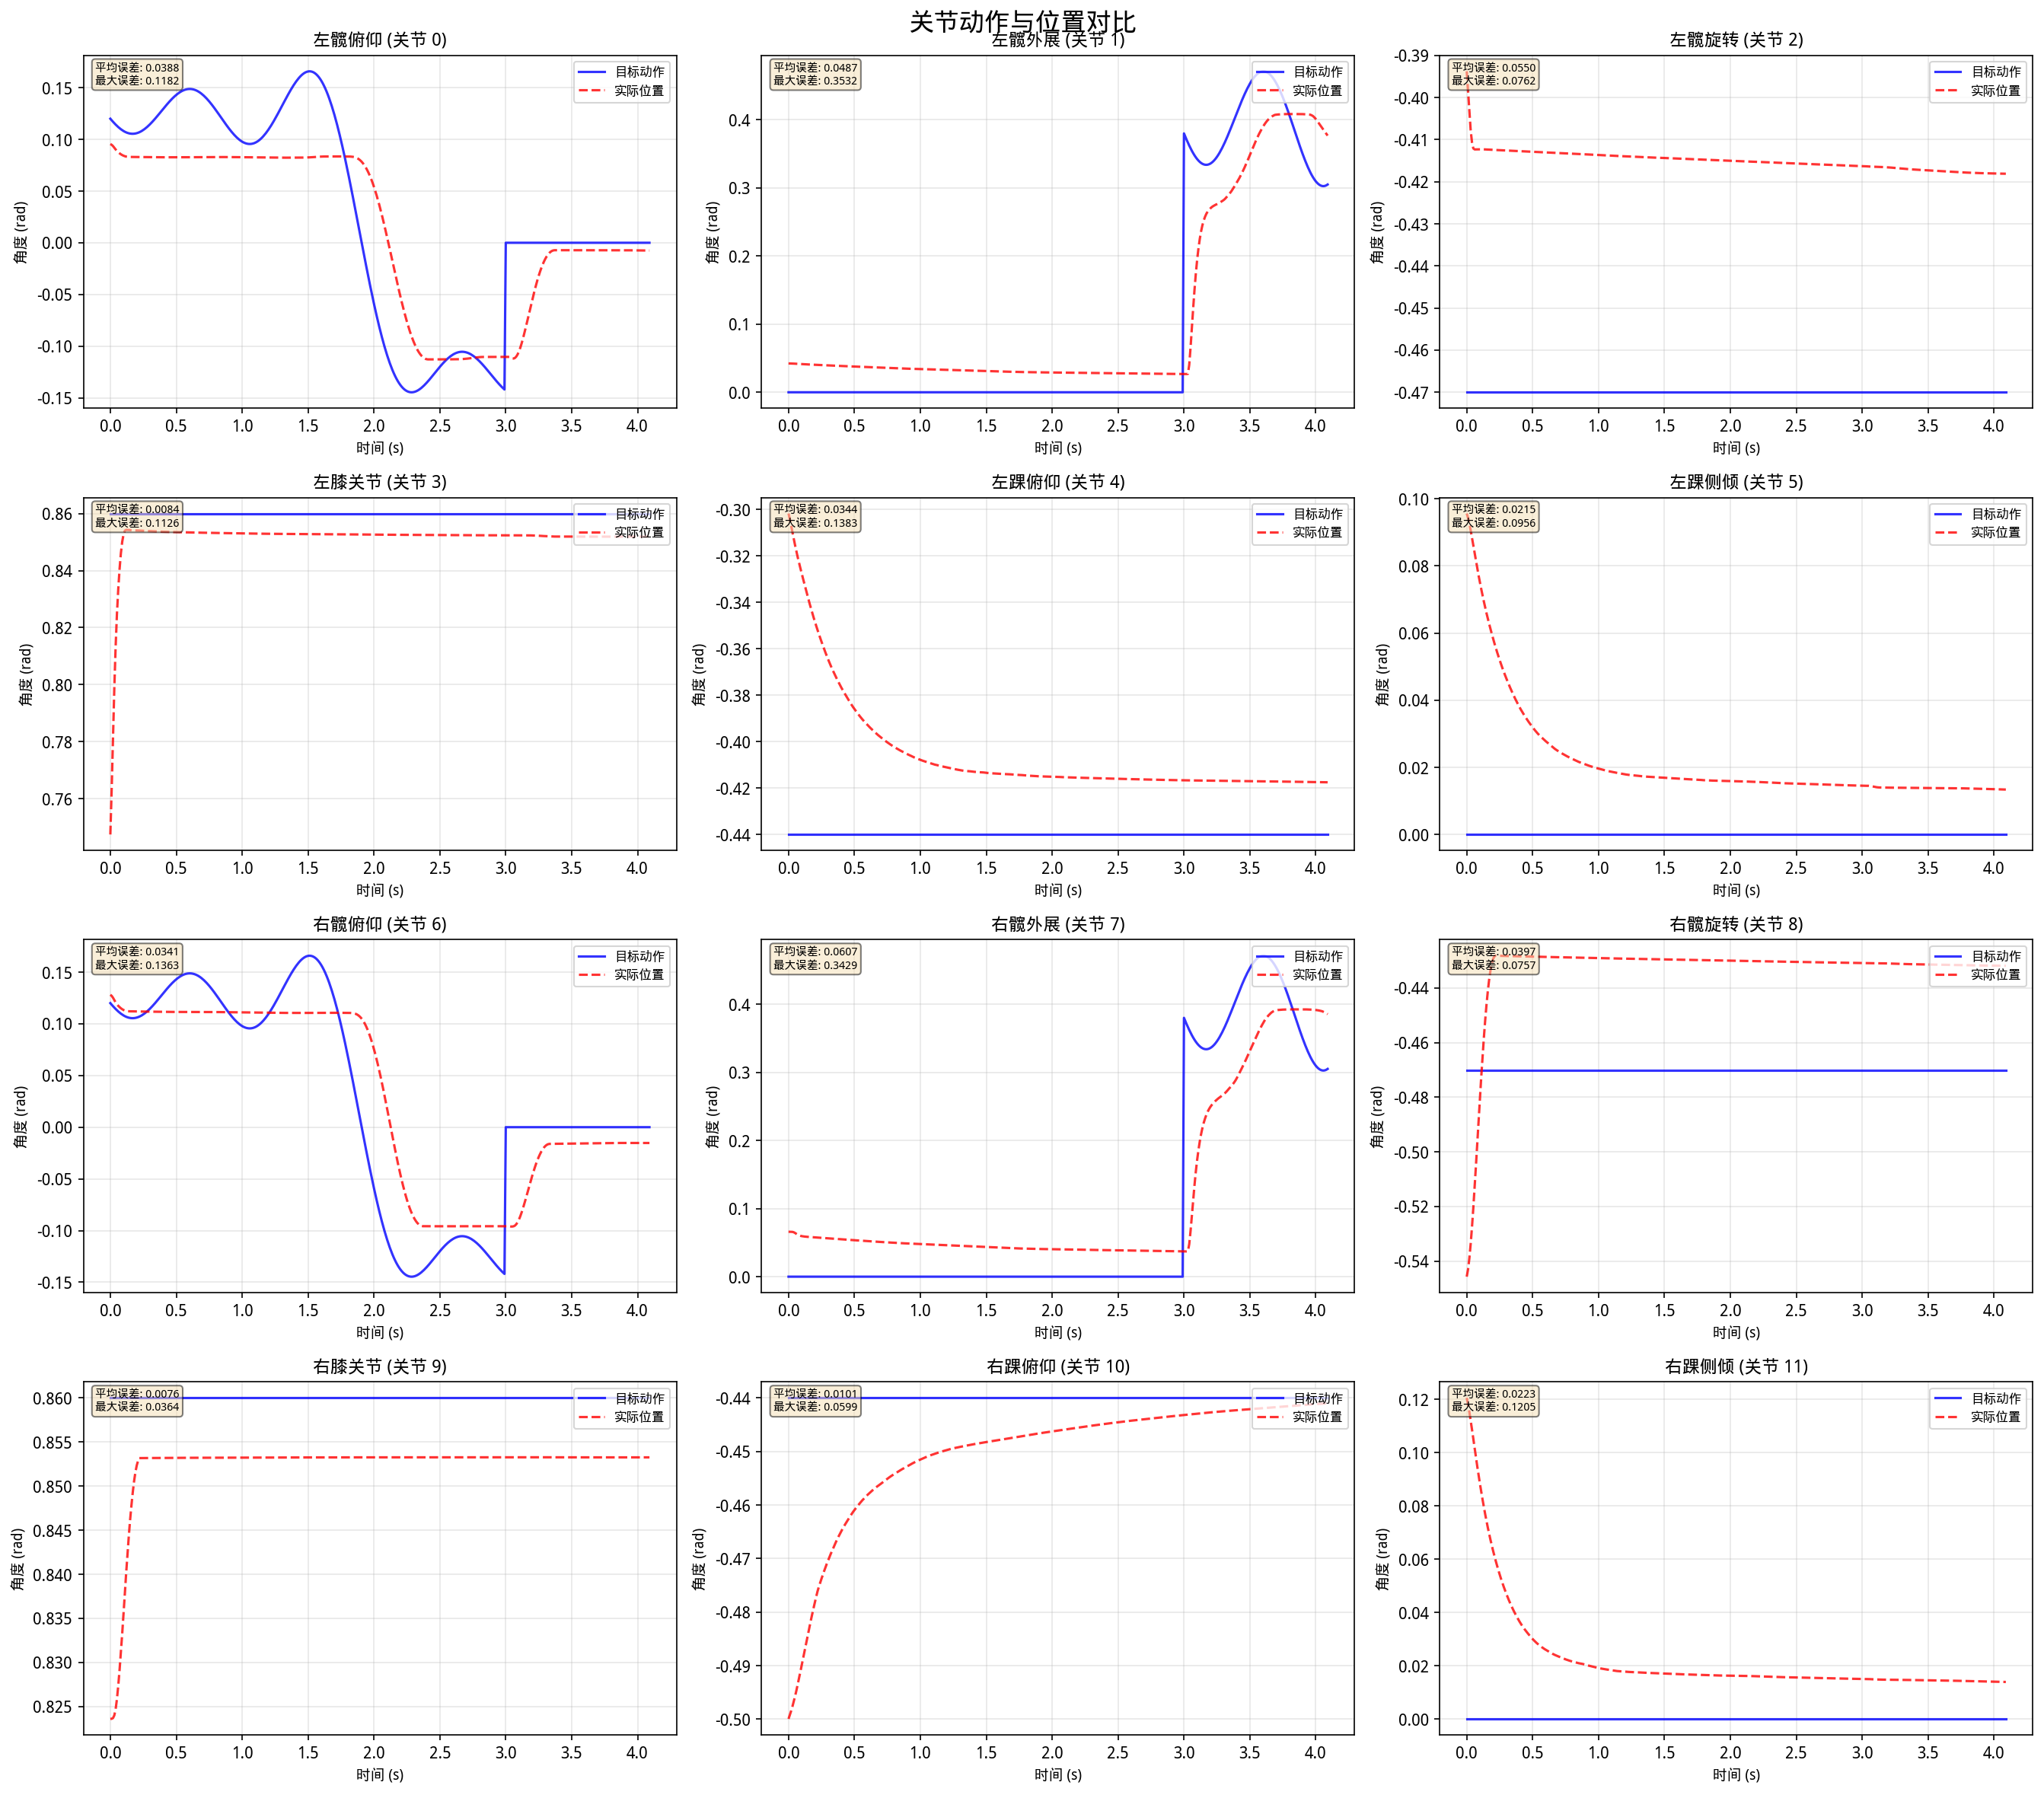 关节动作与位置对比
左髋俯仰 (关节 0)
平均误差: 0.0388
最大误差: 0.1182
目标动作
实际位置
角度 (rad)
0.15
0.10
0.05
0.00
-0.05
-0.10
-0.15
0.0 0.5 1.0 1.5 2.0 2.5 3.0 3.5 4.0
时间 (s)
左髋外展 (关节 1)
平均误差: 0.0487
最大误差: 0.3532
目标动作
实际位置
角度 (rad)
0.4
0.3
0.2
0.1
0.0
0.0 0.5 1.0 1.5 2.0 2.5 3.0 3.5 4.0
时间 (s)
左髋旋转 (关节 2)
平均误差: 0.0550
最大误差: 0.0762
目标动作
实际位置
角度 (rad)
-0.39
-0.40
-0.41
-0.42
-0.43
-0.44
-0.45
-0.46
-0.47
0.0 0.5 1.0 1.5 2.0 2.5 3.0 3.5 4.0
时间 (s)
左膝关节 (关节 3)
平均误差: 0.0084
最大误差: 0.1126
目标动作
实际位置
角度 (rad)
0.86
0.84
0.82
0.80
0.78
0.76
0.0 0.5 1.0 1.5 2.0 2.5 3.0 3.5 4.0
时间 (s)
左踝俯仰 (关节 4)
平均误差: 0.0344
最大误差: 0.1383
目标动作
实际位置
角度 (rad)
-0.30
-0.32
-0.34
-0.36
-0.38
-0.40
-0.42
-0.44
0.0 0.5 1.0 1.5 2.0 2.5 3.0 3.5 4.0
时间 (s)
左踝侧倾 (关节 5)
平均误差: 0.0215
最大误差: 0.0956
目标动作
实际位置
角度 (rad)
0.10
0.08
0.06
0.04
0.02
0.00
0.0 0.5 1.0 1.5 2.0 2.5 3.0 3.5 4.0
时间 (s)
右髋俯仰 (关节 6)
平均误差: 0.0341
最大误差: 0.1363
目标动作
实际位置
角度 (rad)
0.15
0.10
0.05
0.00
-0.05
-0.10
-0.15
0.0 0.5 1.0 1.5 2.0 2.5 3.0 3.5 4.0
时间 (s)
右髋外展 (关节 7)
平均误差: 0.0607
最大误差: 0.3429
目标动作
实际位置
角度 (rad)
0.4
0.3
0.2
0.1
0.0
0.0 0.5 1.0 1.5 2.0 2.5 3.0 3.5 4.0
时间 (s)
右髋旋转 (关节 8)
平均误差: 0.0397
最大误差: 0.0757
目标动作
实际位置
角度 (rad)
-0.44
-0.46
-0.48
-0.50
-0.52
-0.54
0.0 0.5 1.0 1.5 2.0 2.5 3.0 3.5 4.0
时间 (s)
右膝关节 (关节 9)
平均误差: 0.0076
最大误差: 0.0364
目标动作
实际位置
角度 (rad)
0.860
0.855
0.850
0.845
0.840
0.835
0.830
0.825
0.0 0.5 1.0 1.5 2.0 2.5 3.0 3.5 4.0
时间 (s)
右踝俯仰 (关节 10)
平均误差: 0.0101
最大误差: 0.0599
目标动作
实际位置
角度 (rad)
-0.44
-0.45
-0.46
-0.47
-0.48
-0.49
-0.50
0.0 0.5 1.0 1.5 2.0 2.5 3.0 3.5 4.0
时间 (s)
右踝侧倾 (关节 11)
平均误差: 0.0223
最大误差: 0.1205
目标动作
实际位置
角度 (rad)
0.12
0.10
0.08
0.06
0.04
0.02
0.00
0.0 0.5 1.0 1.5 2.0 2.5 3.0 3.5 4.0
时间 (s)